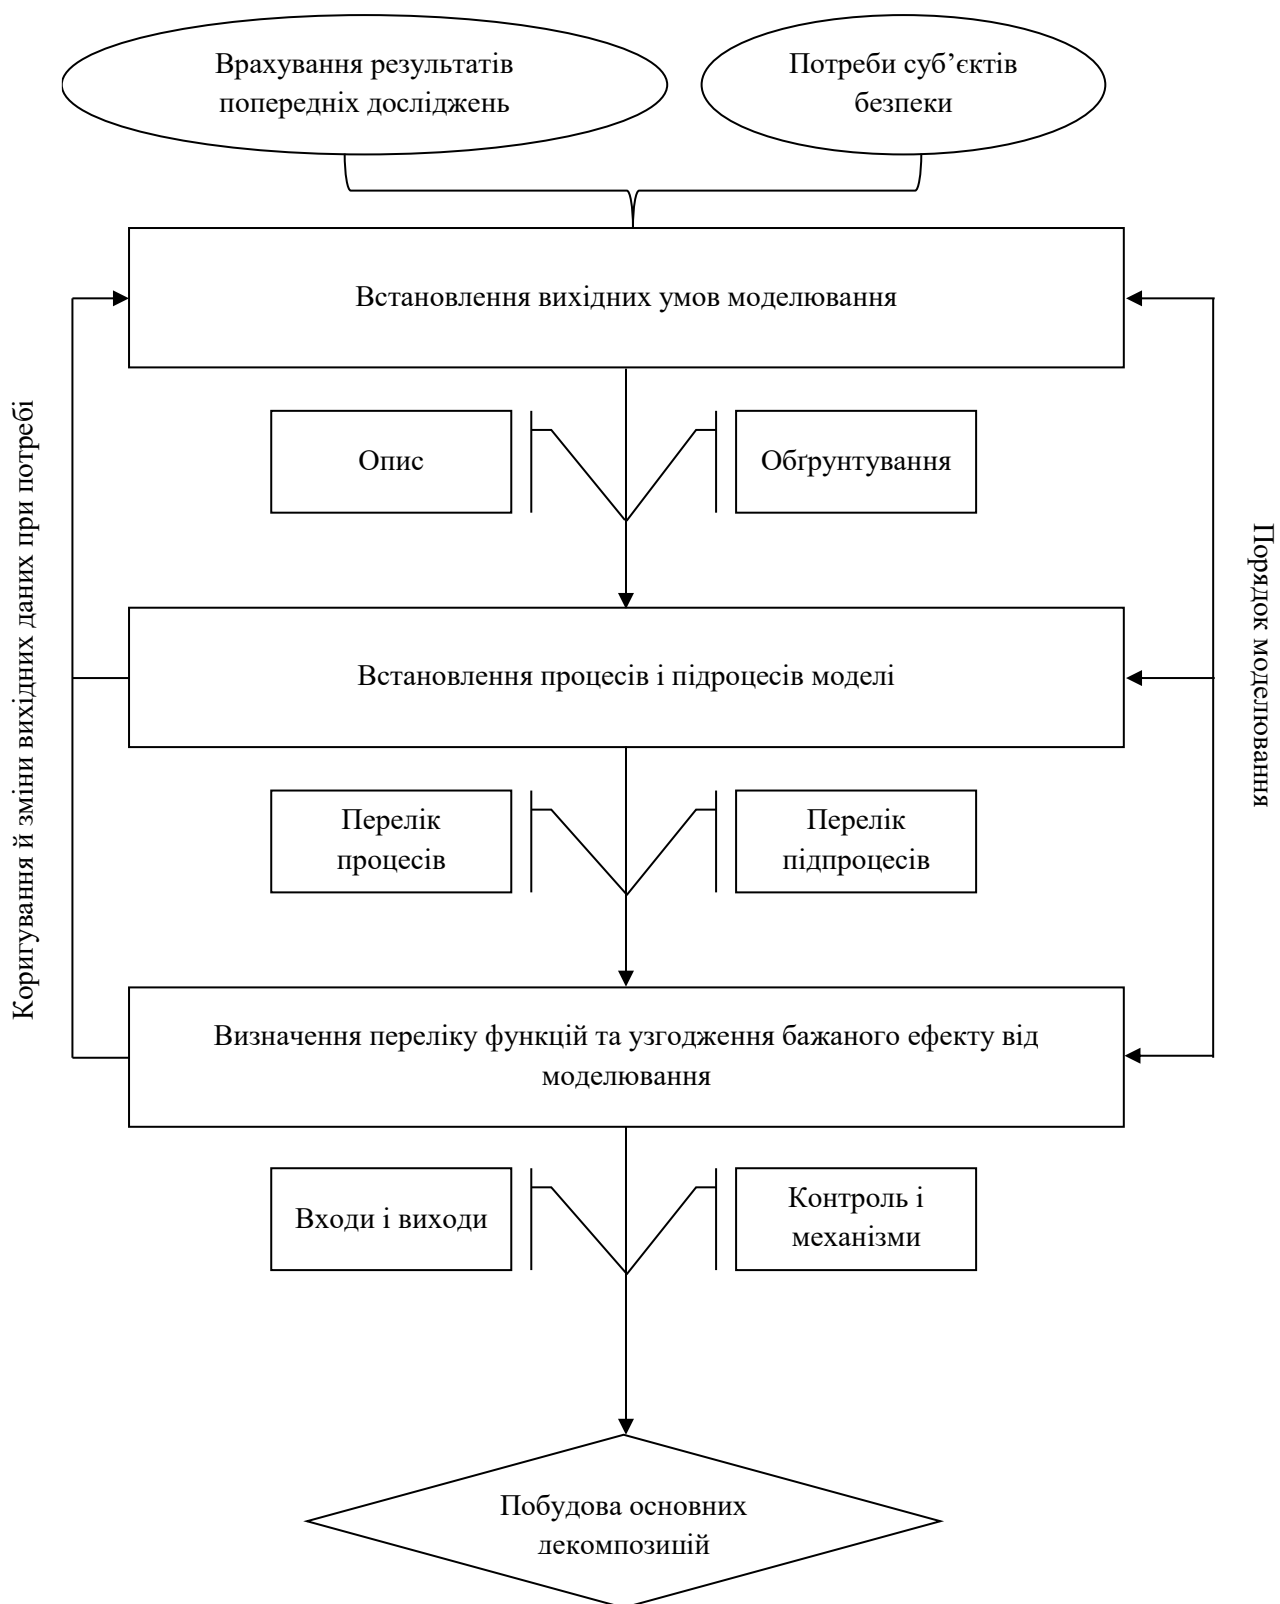 Врахування результатів
попередніх досліджень
Потреби суб’єктів
безпеки
Встановлення вихідних умов моделювання
Опис
Обґрунтування
Коригування й зміни вихідних даних при потребі
Порядок моделювання
Встановлення процесів і підроцесів моделі
Перелік
процесів
Перелік
підпроцесів
Визначення переліку функцій та узгодження бажаного ефекту від
моделювання
Входи і виходи
Контроль і
механізми
Побудова основних
декомпозицій